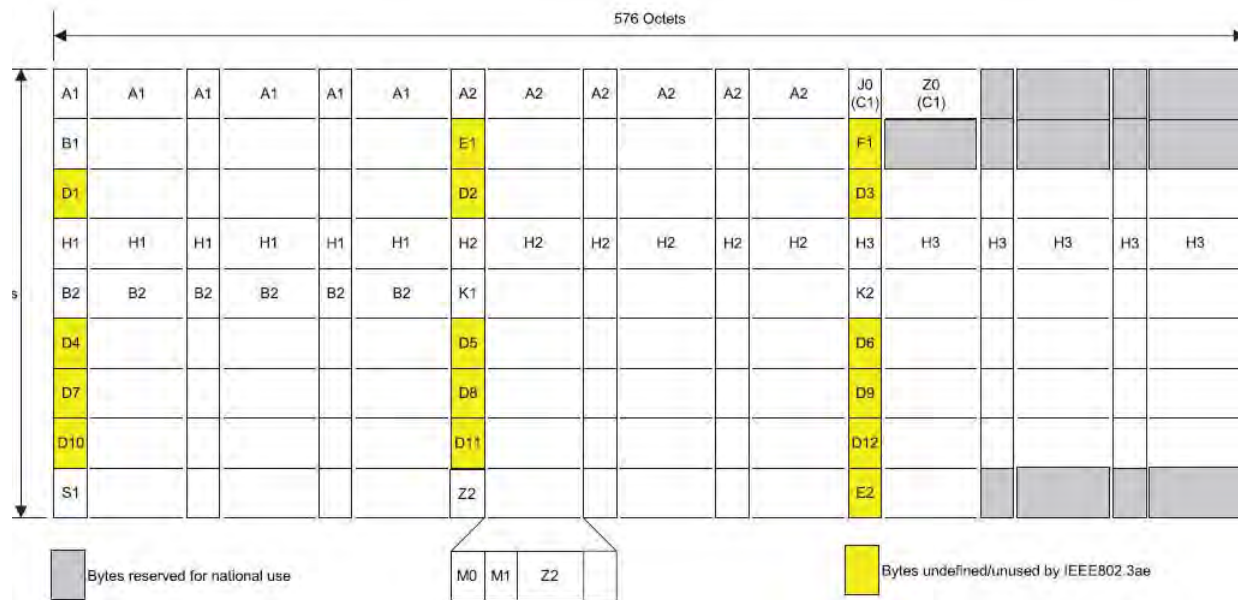 576 Octets
A1 A1 A1 A1 A1 A1 A2 A2 A2 A2 A2 A2 J0 Z0
(C1) (C1)
B1 E1 F1
D1 D2 D3
H1 H1 H1 H1 H1 H1 H2 H2 H2 H2 H2 H2 H3 H3 H3 H3 H3 H3
s B2 B2 B2 B2 B2 B2 K1 K2
D4 D5 D6
D7 D8 D9
D10 D11 D12
S1 Z2 E2
M0 M1 Z2
Bytes reserved for national use
Bytes undefined/unused by IEEE802.3ae